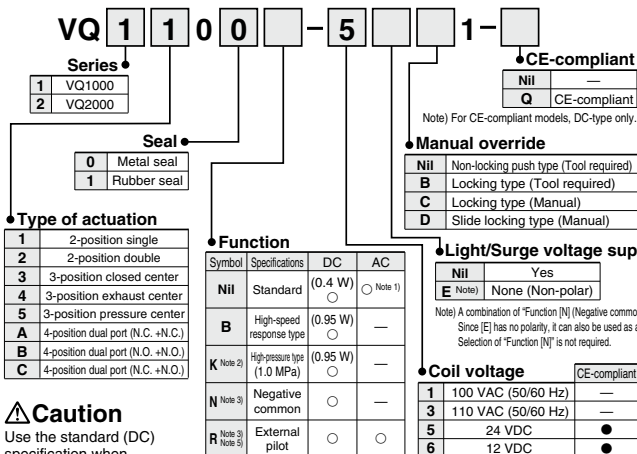 VQ 1 1 0 0 – 5 1 –
Series
1 VQ1000
2 VQ2000
Seal
0 Metal seal
1 Rubber seal
Type of actuation
1 2-position single
2 2-position double
3 3-position closed center
4 3-position exhaust center
5 3-position pressure center
A 4-position dual port (N.C. +N.C.)
B 4-position dual port (N.O. +N.O.)
C 4-position dual port (N.C. +N.O.)
⚠Caution
Use the standard (DC)
Function
Symbol Specifications DC AC
Nil Standard (0.4 W) ○ ○ Note 1)
B High-speed response type (0.95 W) ○ —
K Note 2) High-pressure type (1.0 MPa) (0.95 W) ○ —
N Note 3) Negative common ○ —
R Note 3) Note 5) External pilot ○ ○
CE-compliant
Nil —
Q CE-compliant
Note) For CE-compliant models, DC-type only.
Manual override
Nil Non-locking push type (Tool required)
B Locking type (Tool required)
C Locking type (Manual)
D Slide locking type (Manual)
Light/Surge voltage sup
Nil Yes
E Note) None (Non-polar)
Note) A combination of "Function [N] (Negative commo
Since [E] has no polarity, it can also be used as a
Selection of "Function [N]" is not required.
Coil voltage CE-compliant
1 100 VAC (50/60 Hz) —
3 110 VAC (50/60 Hz) —
5 24 VDC ●
6 12 VDC ●